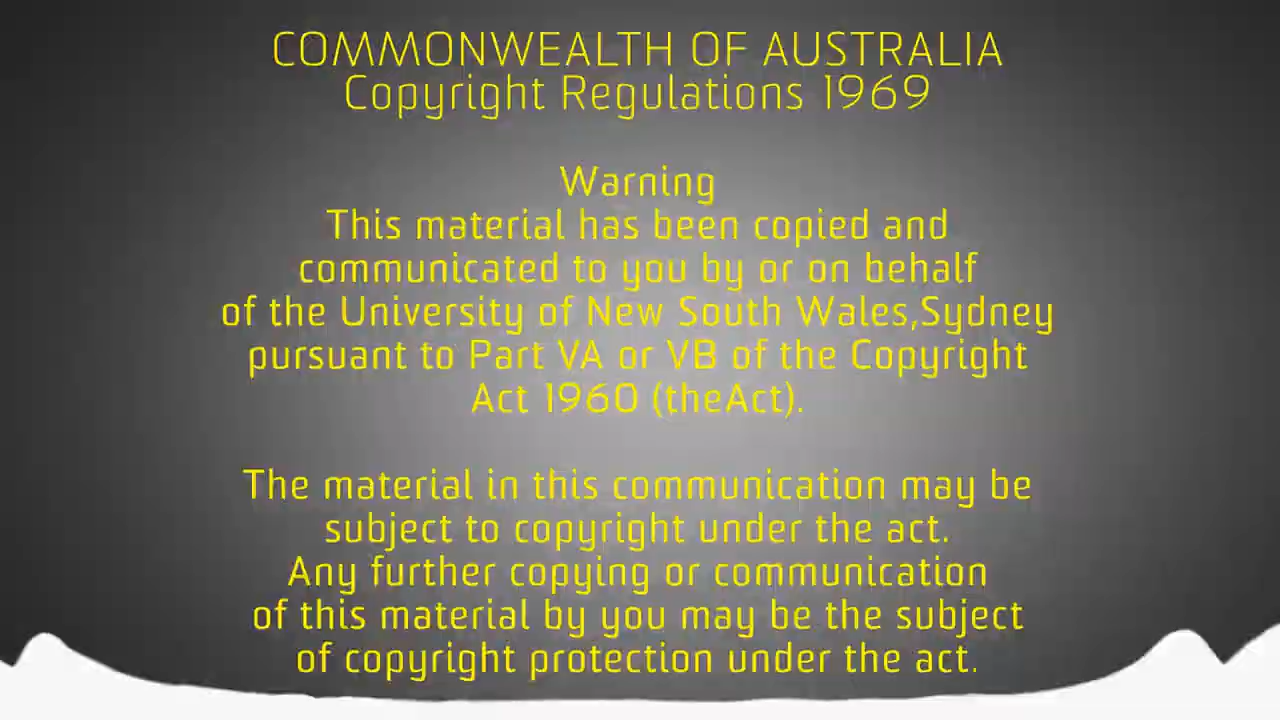 COMMONWEALTH OF AUSTRALIA
Copyright Regulations 1969
Warning
This material has been copied and
communicated to you by or on behalf
of the University of New South Wales,Sydney
pursuant to Part VA or VB of the Copyright
Act 1960 (theAct).
The material in this communication may be
subject to copyright under the act.
Any further copying or communication
of this material by you may be the subject
of copyright protection under the act.